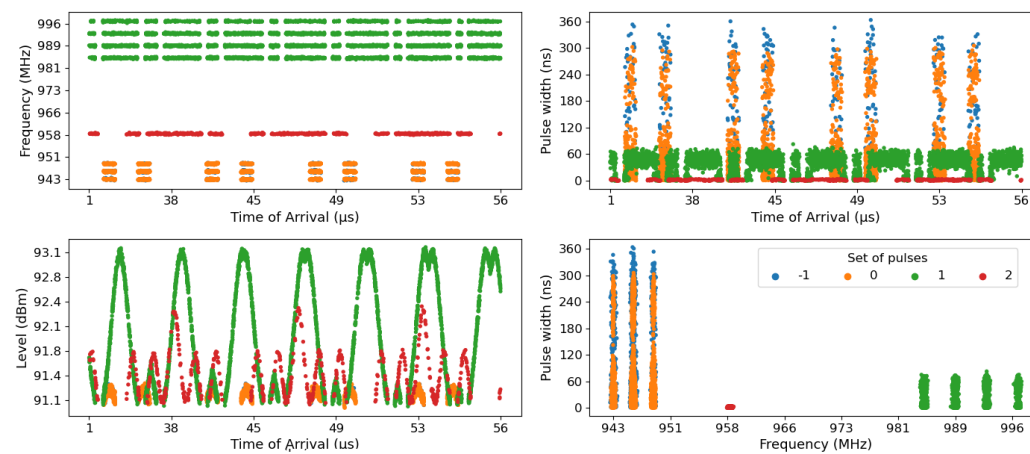 996
989
981
973
966
958
951
943
Frequency (MHz)
1 38 45 49 53 56
Time of Arrival (µs)
360
300
240
180
120
60
0
Pulse width (ns)
1 38 45 49 53 56
Time of Arrival (µs)
93.1
92.8
92.4
92.1
91.8
91.4
91.1
Level (dBm)
1 38 45 49 53 56
Time of Arrival (µs)
360
300
240
180
120
60
0
Pulse width (ns)
Set of pulses
-1 0 1 2
943 951 958 966 973 981 989 996
Frequency (MHz)